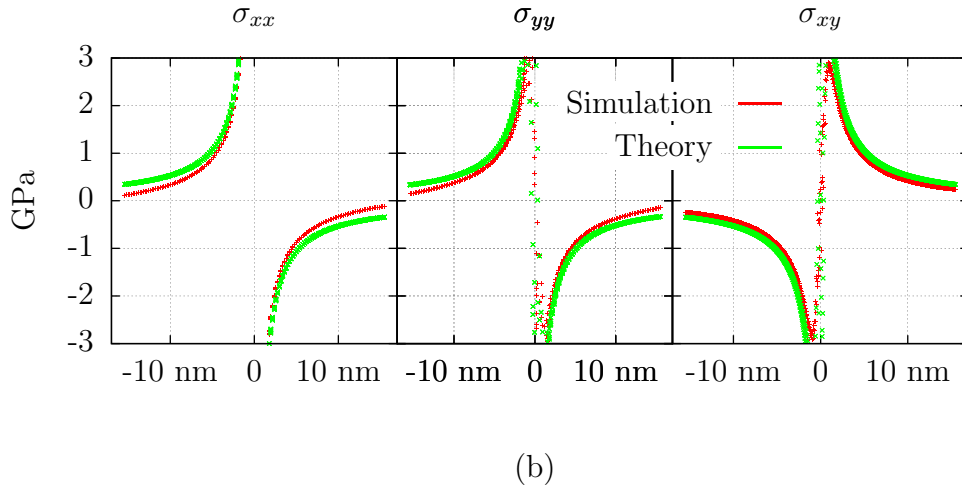 σxx σyy σxy
3
2
1
0
-1
-2
-3
GPa
Simulation
Theory
-10 nm 0 10 nm -10 nm 0 10 nm -10 nm 0 10 nm
(b)